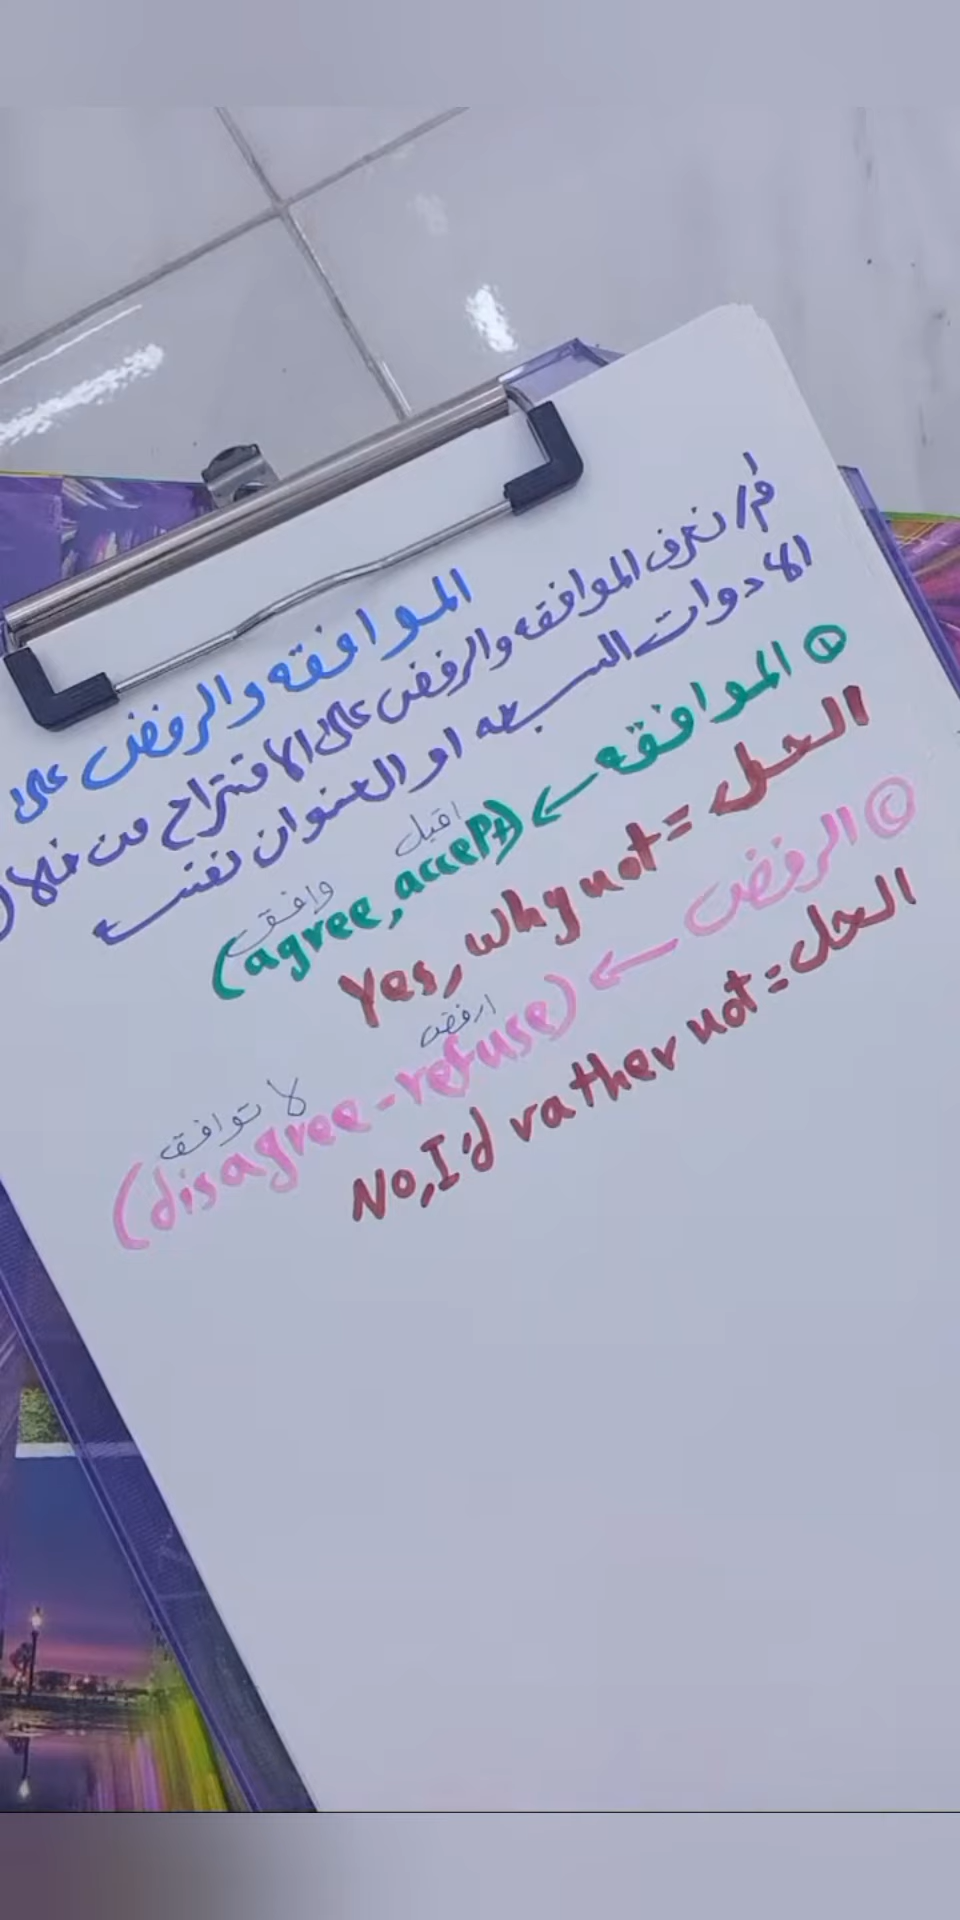 الموافقه والرفض على
م/ نعرف الموافقه والرفض على الاقتراح من خلال
الادوات او العنوان نفسه
① الموافقه ← (agree, accept)
وافق اقبل
الحل = Yes, why not
② الرفض ← (disagree - refuse)
لا توافق ارفض
الحل = No, I'd rather not